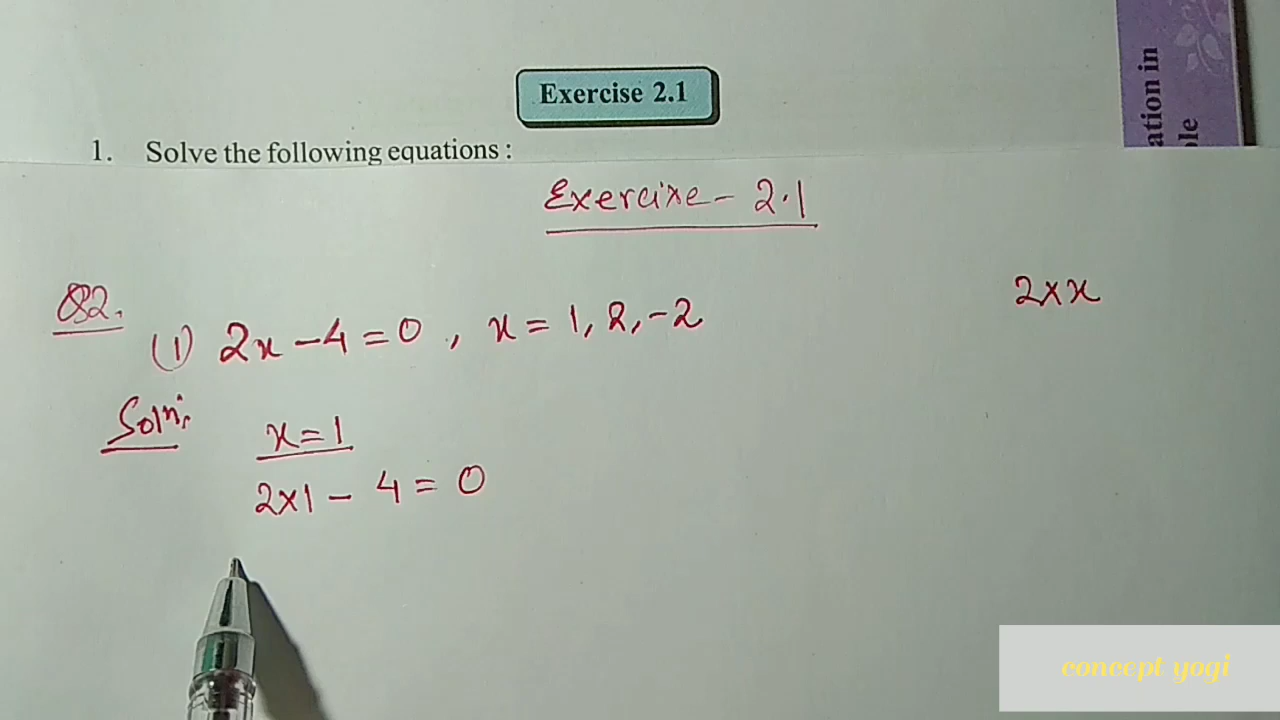 ation in
le
Exercise 2.1
1. Solve the following equations :
Exercise - 2.1
Q2.
(1) 2x - 4 = 0 , x = 1, 2, -2
2×x
Soln:
x = 1
2×1 - 4 = 0
concept yogi